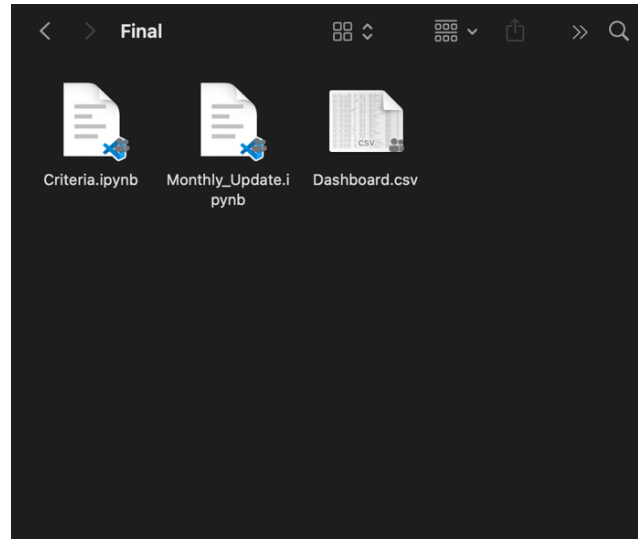 Final
Criteria.ipynb
Monthly_Update.i
pynb
CSV
Dashboard.csv